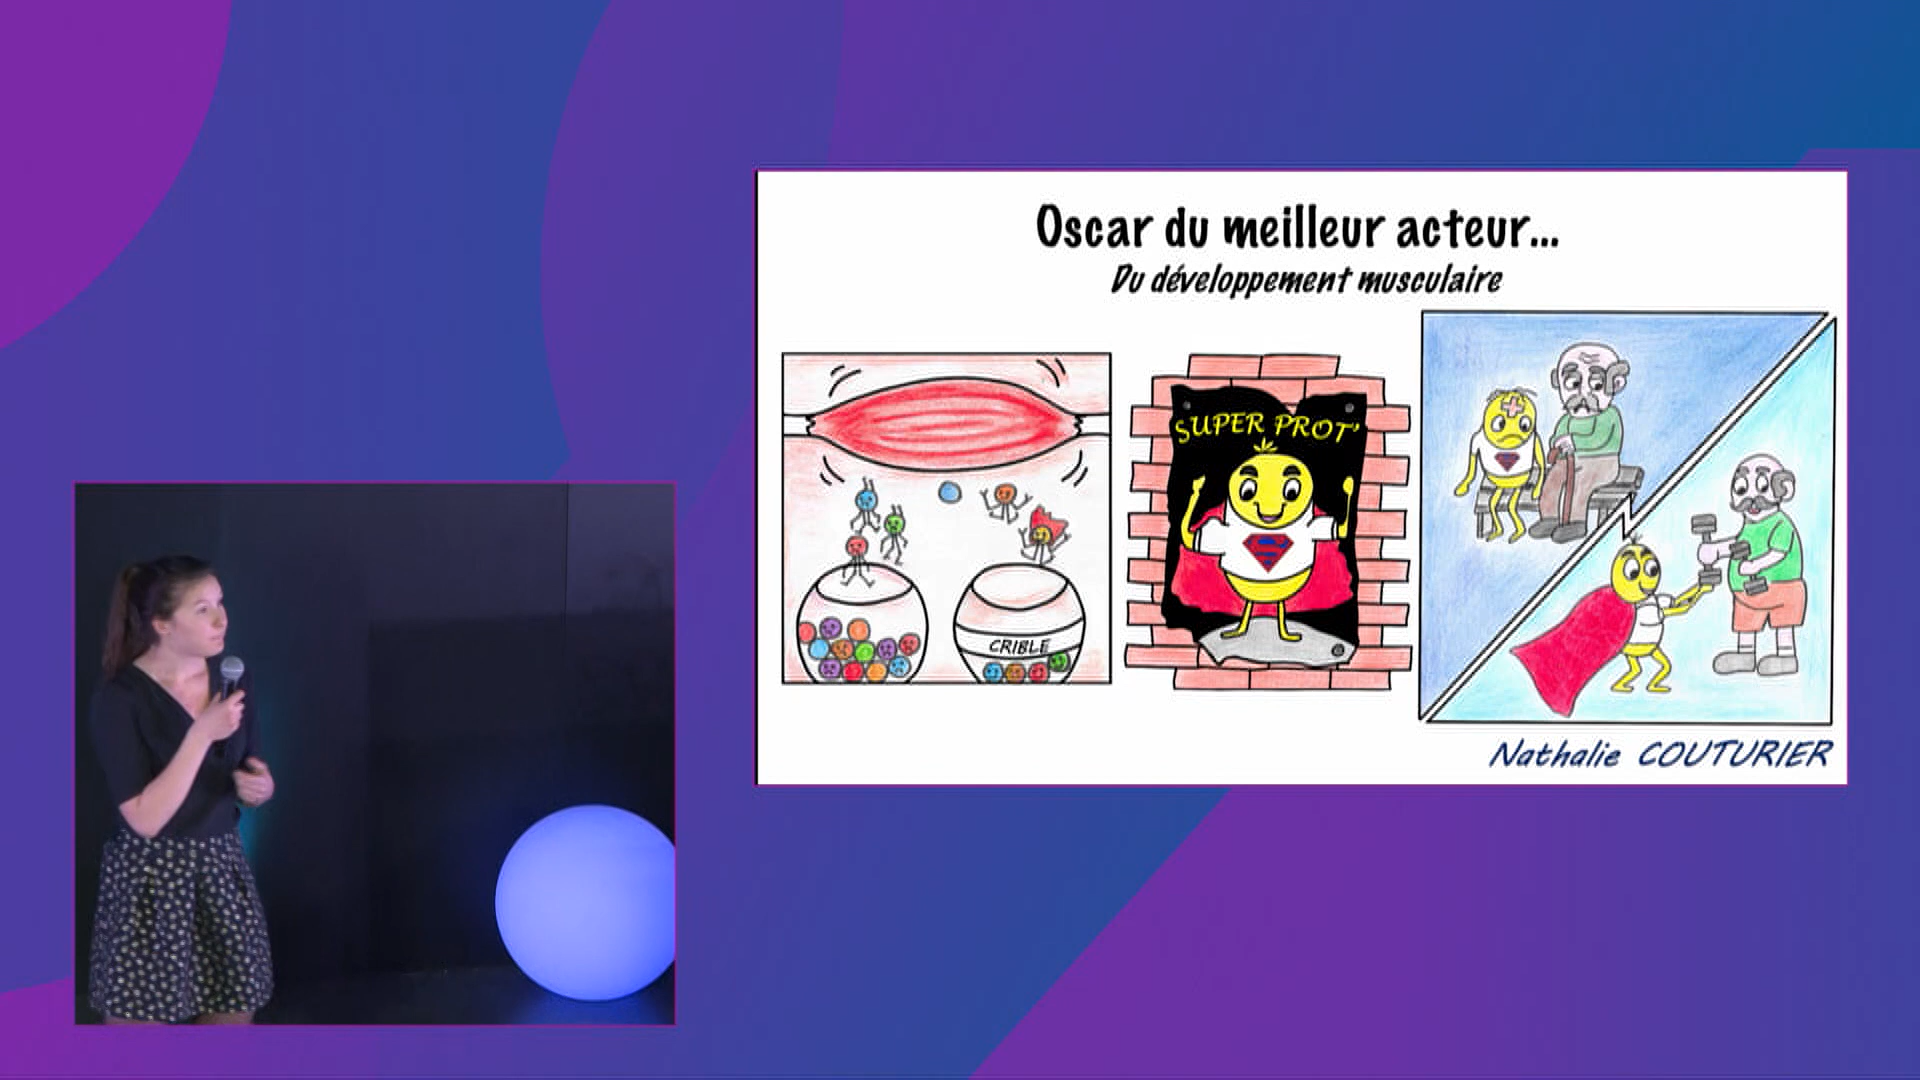 Oscar du meilleur acteur...
Du développement musculaire
SUPER PROT'
CRIBLE
Nathalie COUTURIER